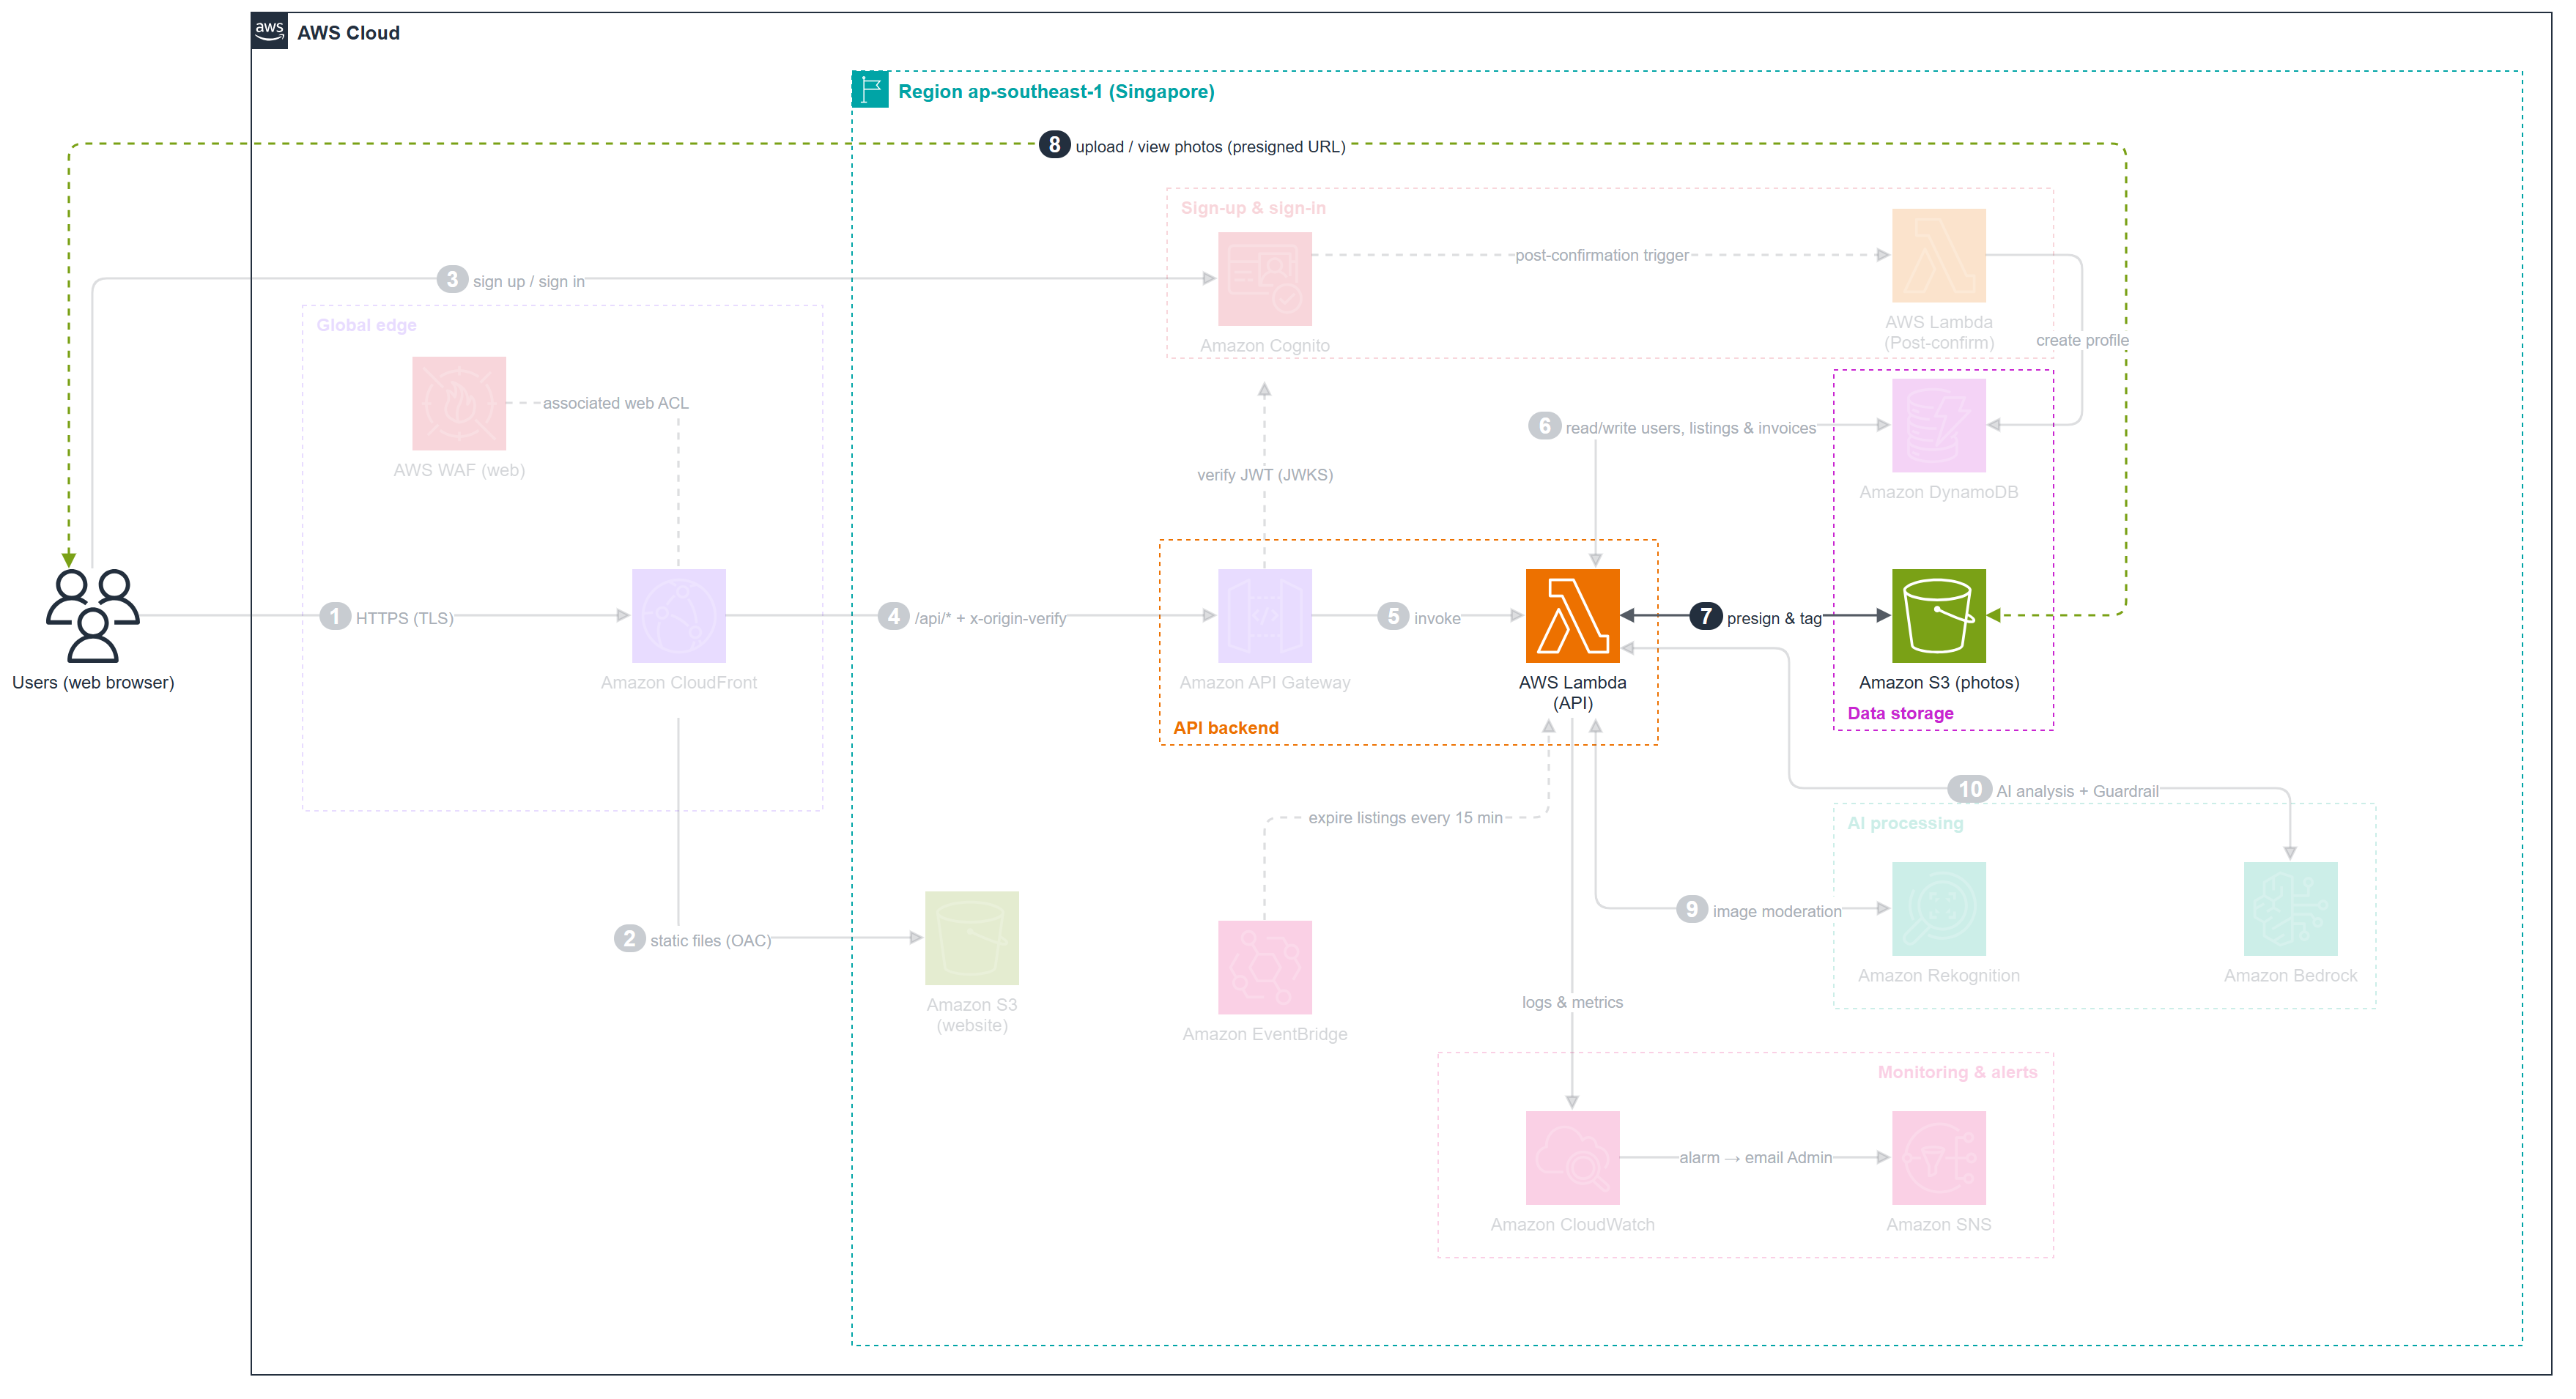 aws
AWS Cloud
Region ap-southeast-1 (Singapore)
8 upload / view photos (presigned URL)
Sign-up & sign-in
post-confirmation trigger
3 sign up / sign in
Amazon Cognito
AWS Lambda
(Post-confirm)
create profile
Global edge
associated web ACL
AWS WAF (web)
6 read/write users, listings & invoices
verify JWT (JWKS)
Amazon DynamoDB
1 HTTPS (TLS)
4 /api/* + x-origin-verify
5 invoke
7 presign & tag
Users (web browser)
Amazon CloudFront
Amazon API Gateway
AWS Lambda
(API)
Amazon S3 (photos)
Data storage
API backend
10 AI analysis + Guardrail
expire listings every 15 min
AI processing
9 image moderation
2 static files (OAC)
Amazon Rekognition
Amazon Bedrock
Amazon S3
(website)
logs & metrics
Amazon EventBridge
Monitoring & alerts
alarm → email Admin
Amazon CloudWatch
Amazon SNS